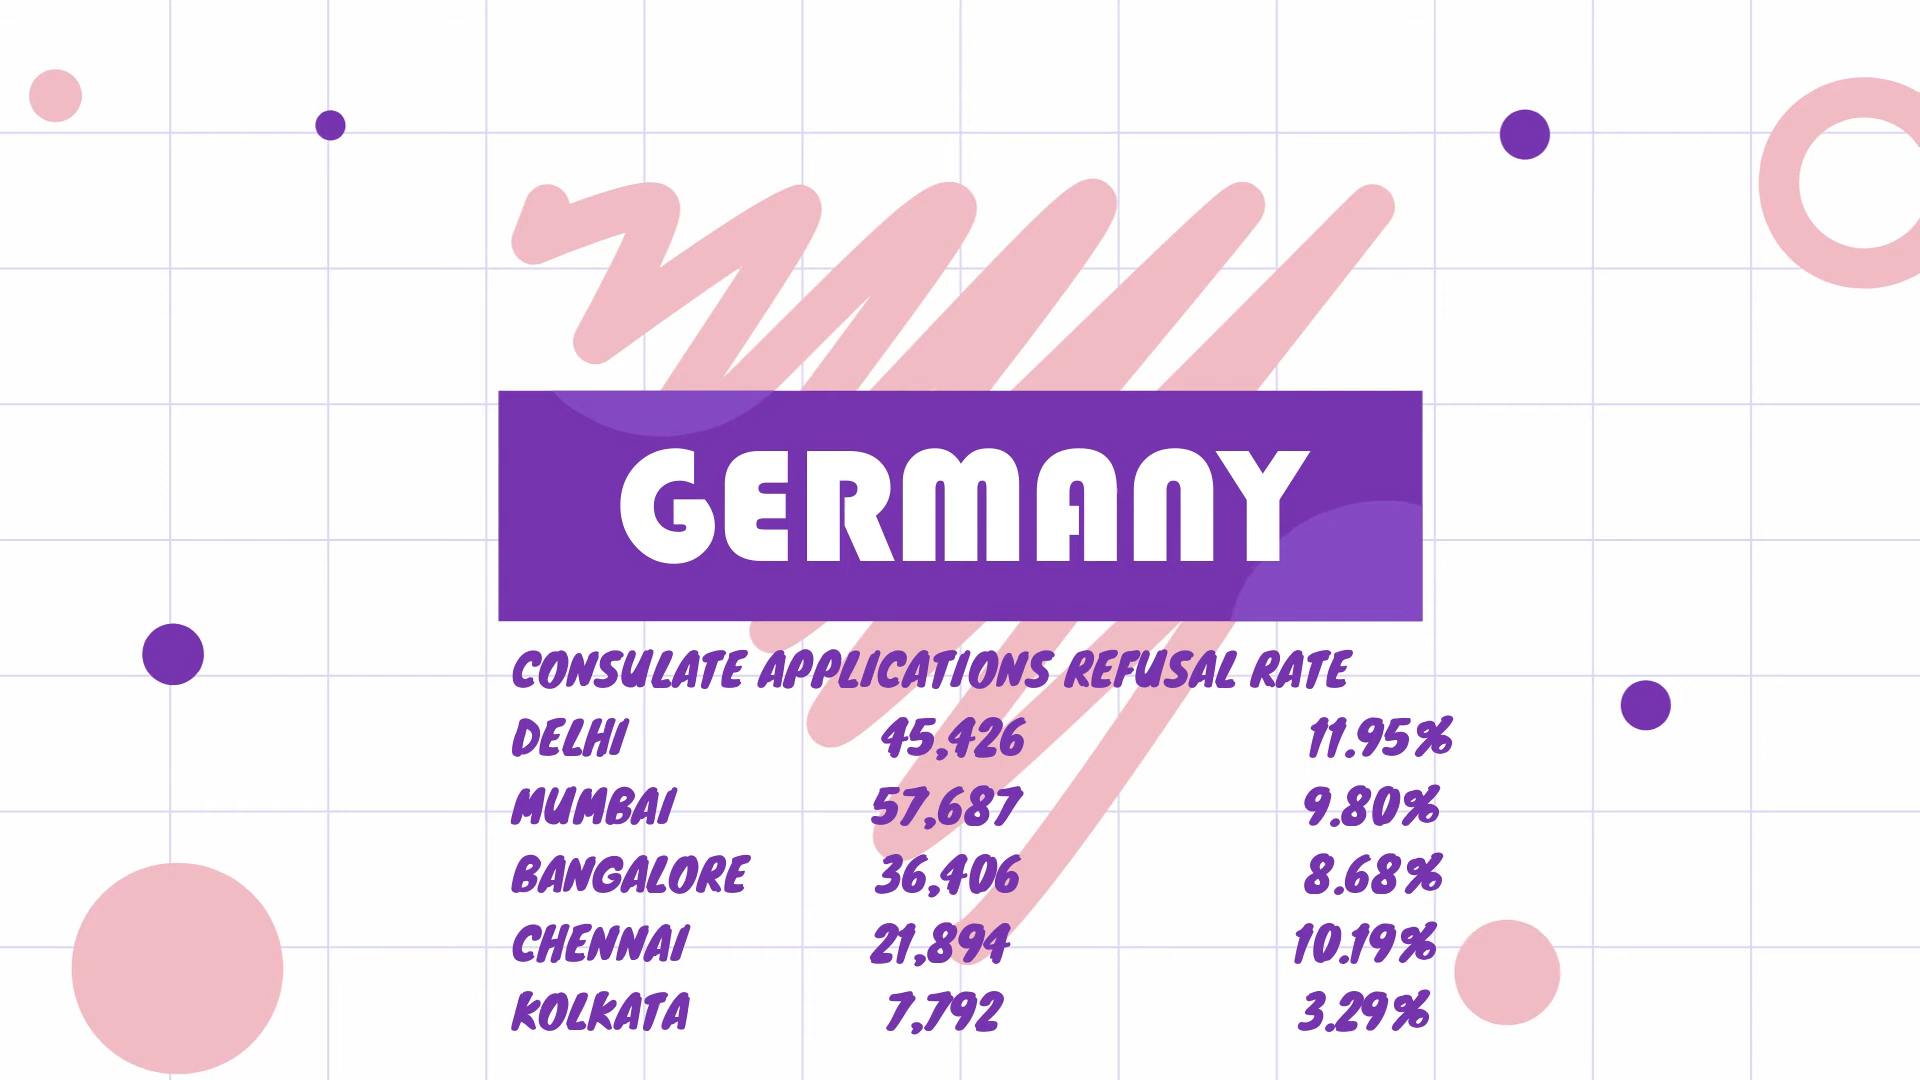 GERMANY
CONSULATE APPLICATIONS REFUSAL RATE
DELHI 45,426 11.95%
MUMBAI 57,687 9.80%
BANGALORE 36,406 8.68%
CHENNAI 21,894 10.19%
KOLKATA 7,792 3.29%